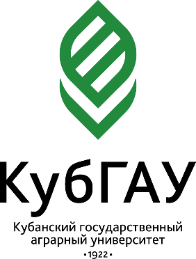 КубГАУ
Кубанский государственный
аграрный университет
•1922•